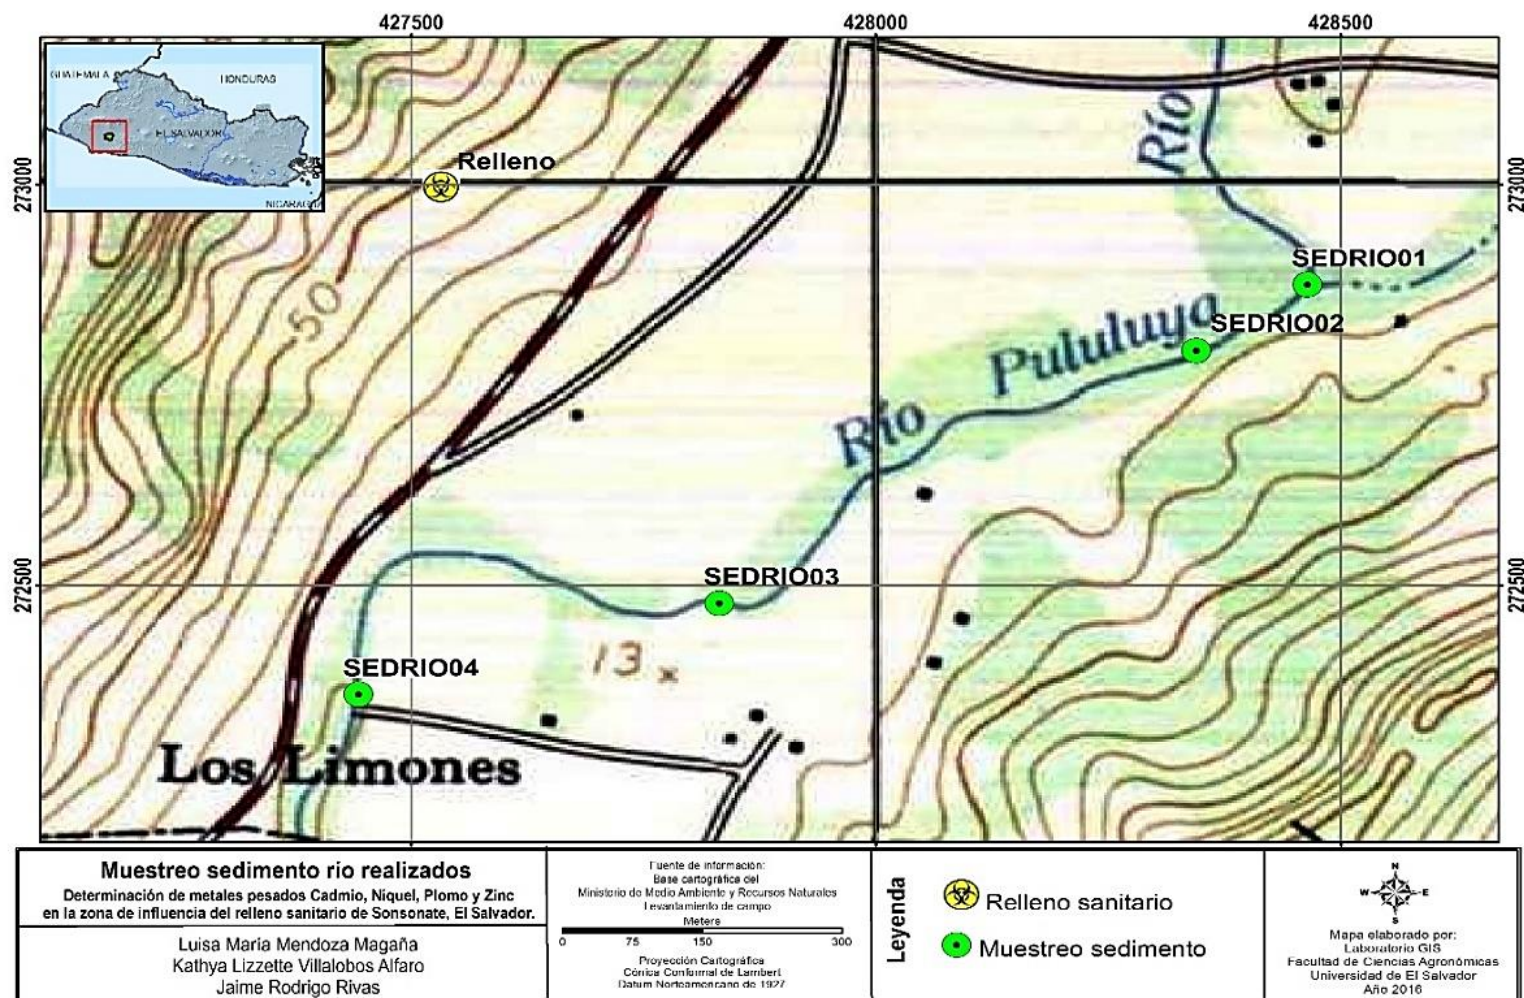 427500
428000
428500
GUATEMALA
HONDURAS
EL SALVADOR
NICARAGUA
Relleno
Río
273000
273000
SEDRIO01
50
Pululuya
SEDRIO02
Río
272500
SEDRIO03
272500
13
SEDRIO04
Los Limones
Muestreo sedimento río realizados
Determinación de metales pesados Cadmio, Niquel, Plomo y Zinc
en la zona de influencia del relleno sanitario de Sonsonate, El Salvador.
Luisa María Mendoza Magaña
Kathya Lizzette Villalobos Alfaro
Jaime Rodrigo Rivas
Fuente de información:
Base cartográfica del
Ministerio de Medio Ambiente y Recursos Naturales
Levantamiento de campo
Meters
0 75 150 300
Proyección Cartográfica
Cónica Conformal de Lambert
Datum Norteamericano de 1927
Leyenda
Relleno sanitario
Muestreo sedimento
N
W E
S
Mapa elaborado por:
Laboratorio GIS
Facultad de Ciencias Agronómicas
Universidad de El Salvador
Año 2016